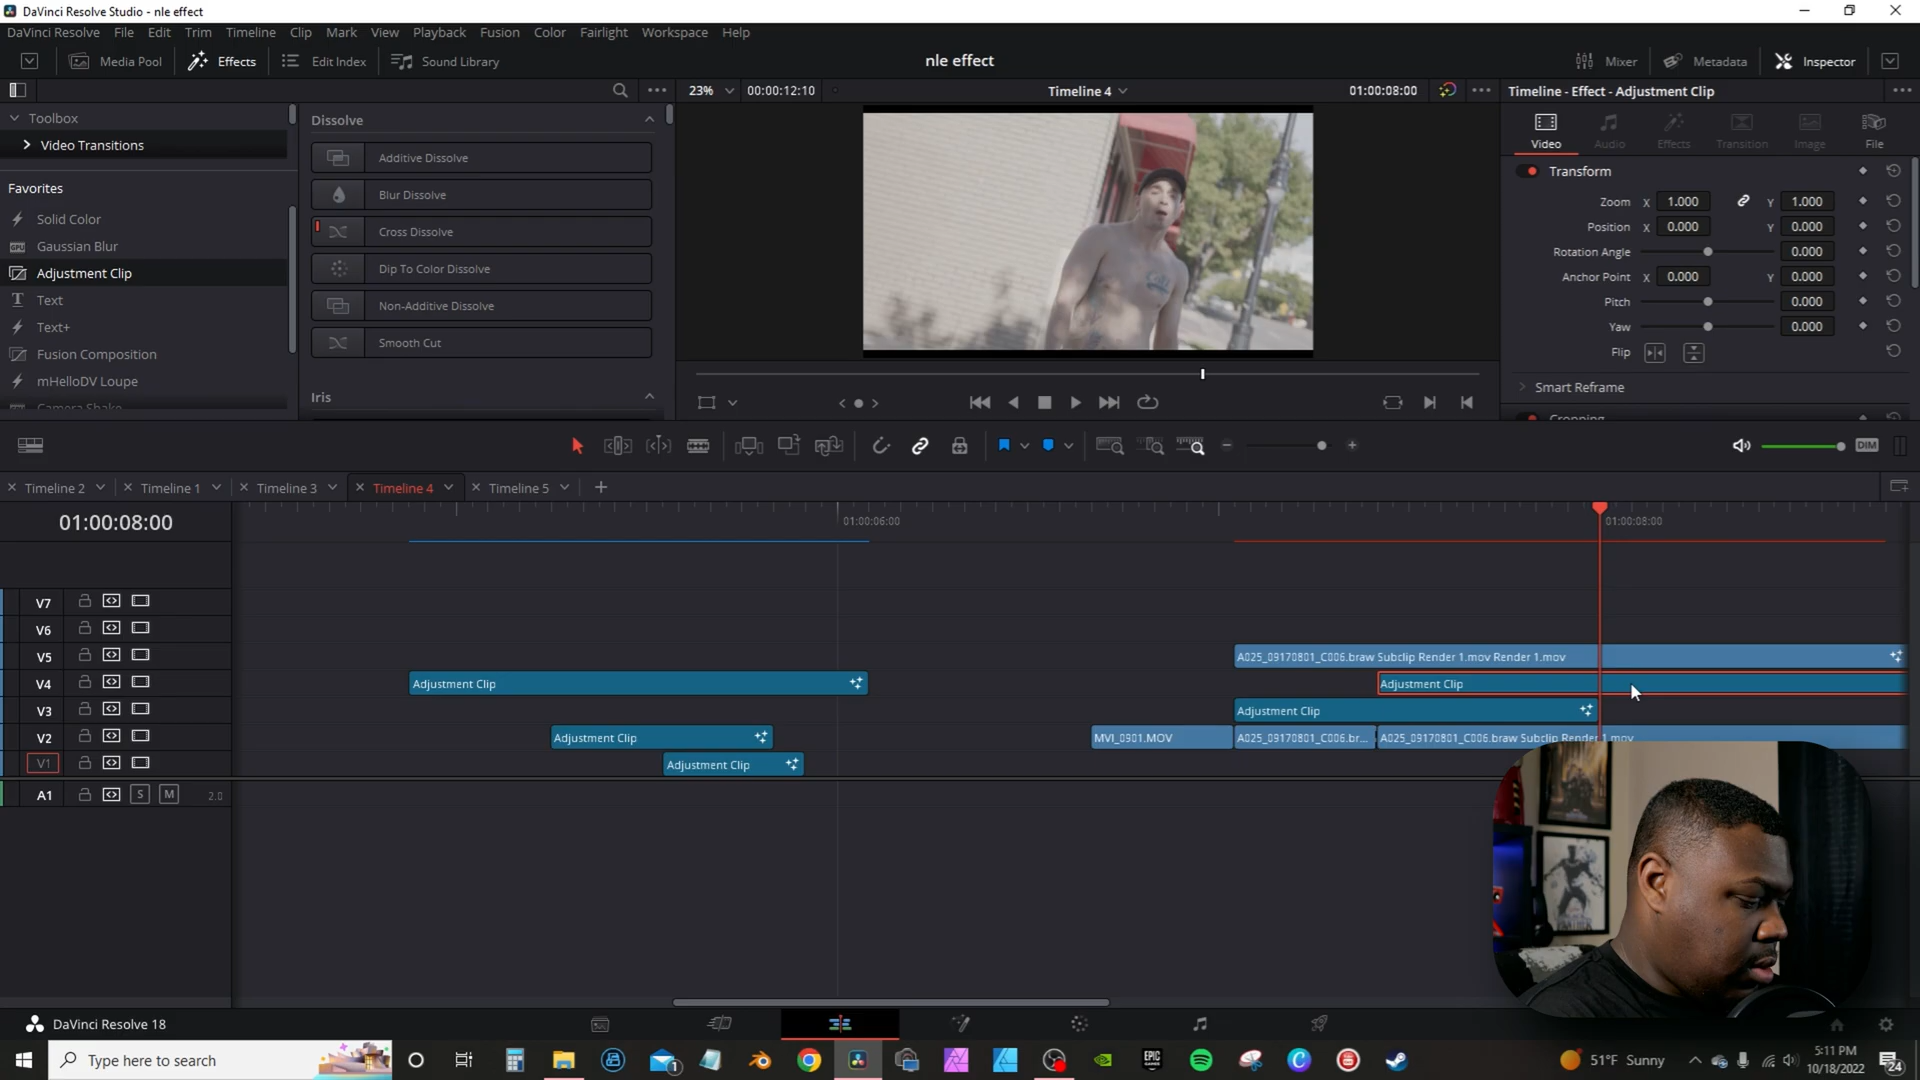 DaVinci Resolve Studio - nle effect
DaVinci Resolve File Edit Trim Timeline Clip Mark View Playback Fusion Color Fairlight Workspace Help
Media Pool Effects Edit Index Sound Library nle effect Mixer Metadata Inspector
23% 00:00:12:10 Timeline 4 01:00:08:00 Timeline - Effect - Adjustment Clip
Toolbox
Video Transitions
Favorites
Solid Color
Gaussian Blur
Adjustment Clip
Text
Text+
Fusion Composition
mHelloDV Loupe
Camera Shake
Dissolve
Additive Dissolve
Blur Dissolve
Cross Dissolve
Dip To Color Dissolve
Non-Additive Dissolve
Smooth Cut
Iris
Video Audio Effects Transition Image File
Transform
Zoom X 1.000 Y 1.000
Position X 0.000 Y 0.000
Rotation Angle 0.000
Anchor Point X 0.000 Y 0.000
Pitch 0.000
Yaw 0.000
Flip
Smart Reframe
Cropping
DIM
Timeline 2 Timeline 1 Timeline 3 Timeline 4 Timeline 5
01:00:08:00 01:00:06:00 01:00:08:00
V7
V6
V5 A025_09170801_C006.braw Subclip Render 1.mov Render 1.mov
V4 Adjustment Clip Adjustment Clip
V3 Adjustment Clip
V2 Adjustment Clip MVI_0901.MOV A025_09170801_C006.br... A025_09170801_C006.braw Subclip Render 1.mov
V1 Adjustment Clip
A1 S M 2.0
DaVinci Resolve 18
Type here to search
EPIC GAMES
51°F Sunny
5:11 PM
10/18/2022
24